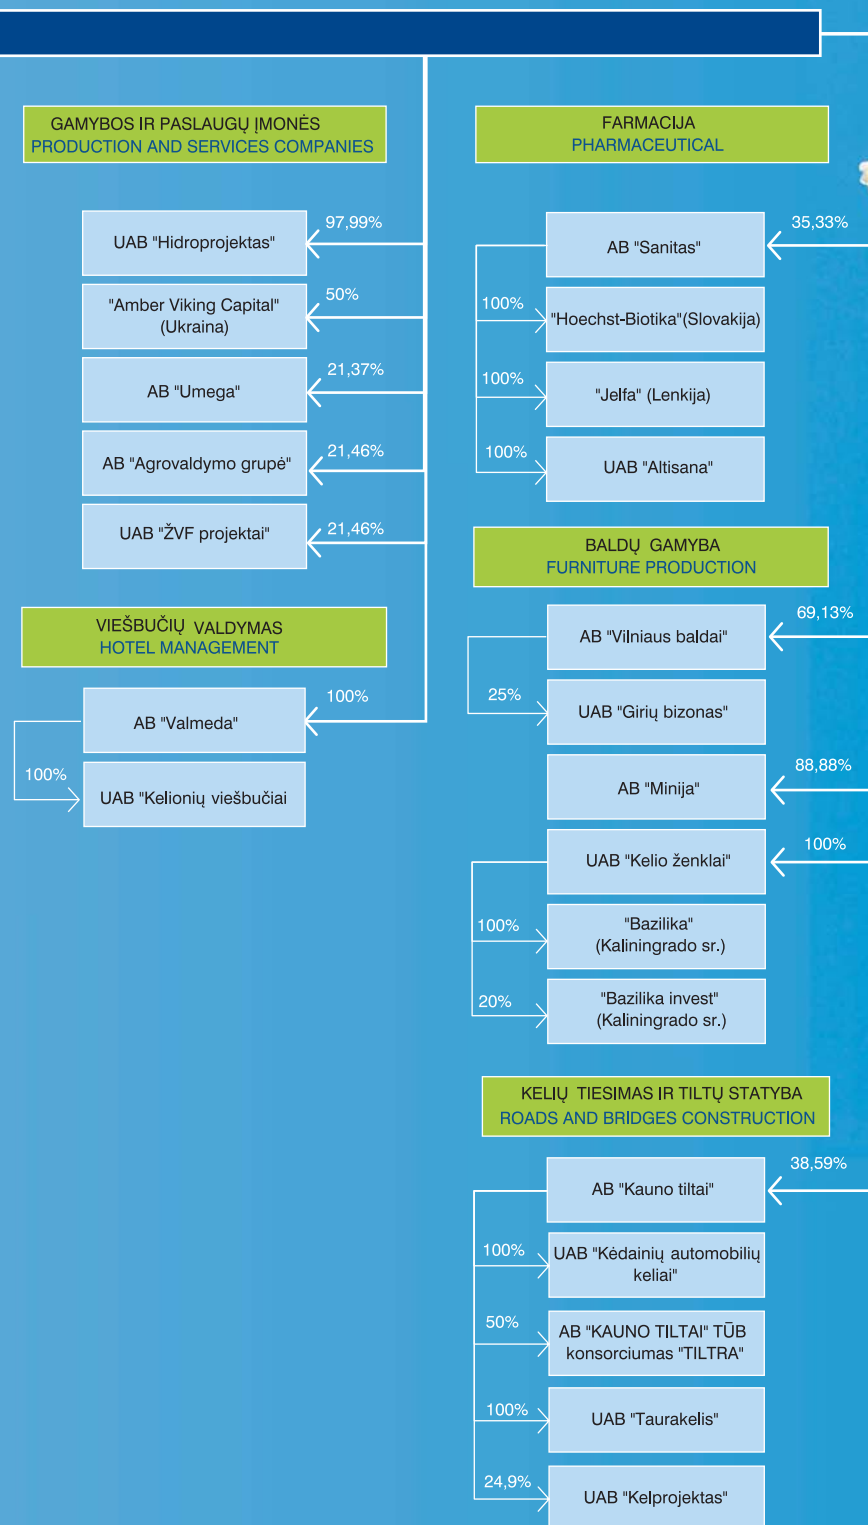 GAMYBOS IR PASLAUGŲ ĮMONĖS
PRODUCTION AND SERVICES COMPANIES
97,99%
UAB "Hidroprojektas"
50%
"Amber Viking Capital"
(Ukraina)
21,37%
AB "Umega"
21,46%
AB "Agrovaldymo grupė"
21,46%
UAB "ŽVF projektai"
VIEŠBUČIŲ VALDYMAS
HOTEL MANAGEMENT
100%
AB "Valmeda"
100%
UAB "Kelionių viešbučiai
FARMACIJA
PHARMACEUTICAL
35,33%
AB "Sanitas"
100%
"Hoechst-Biotika"(Slovakija)
100%
"Jelfa" (Lenkija)
100%
UAB "Altisana"
BALDŲ GAMYBA
FURNITURE PRODUCTION
69,13%
AB "Vilniaus baldai"
25%
UAB "Girių bizonas"
88,88%
AB "Minija"
100%
UAB "Kelio ženklai"
100%
"Bazilika"
(Kaliningrado sr.)
20%
"Bazilika invest"
(Kaliningrado sr.)
KELIŲ TIESIMAS IR TILTŲ STATYBA
ROADS AND BRIDGES CONSTRUCTION
38,59%
AB "Kauno tiltai"
100%
UAB "Kėdainių automobilių
keliai"
50%
AB "KAUNO TILTAI" TŪB
konsorciumas "TILTRA"
100%
UAB "Taurakelis"
24,9%
UAB "Kelprojektas"